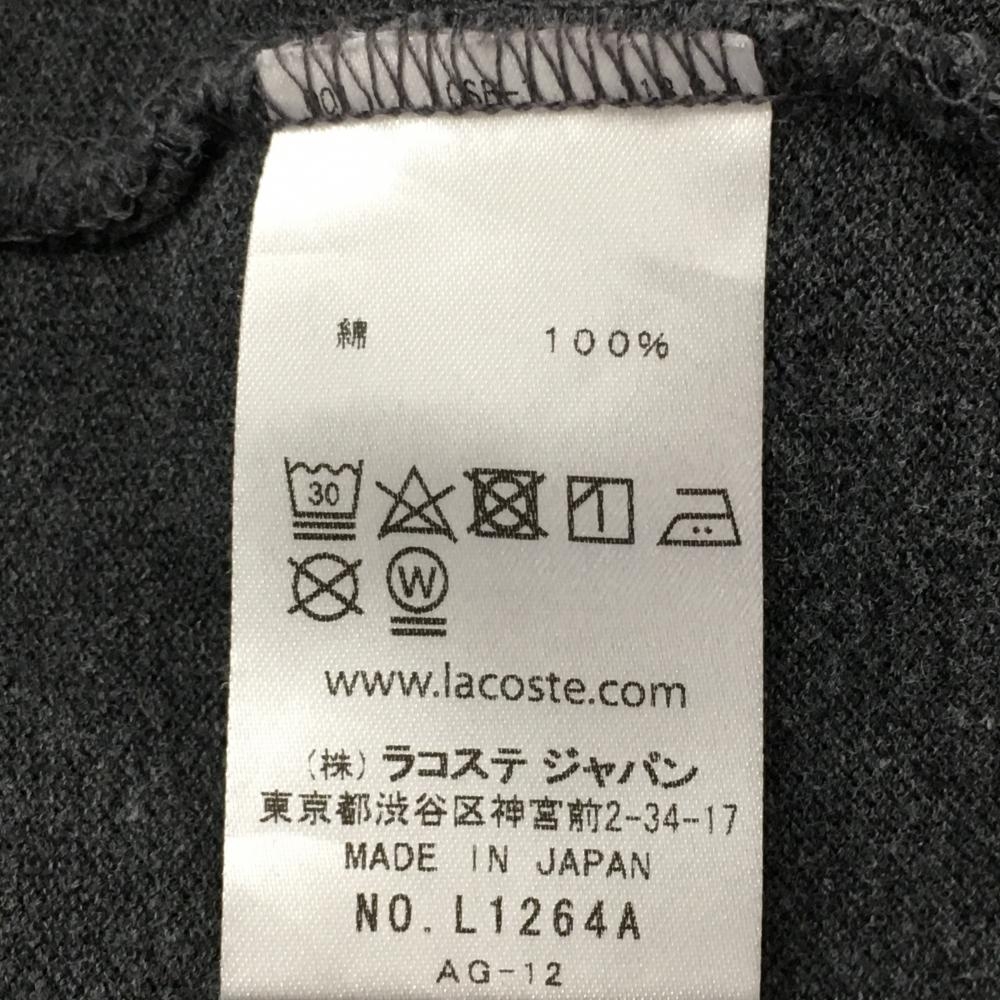 綿 100%
30
W
www.lacoste.com
(株) ラコステ ジャパン
東京都渋谷区神宮前2-34-17
MADE IN JAPAN
NO. L1264A
AG-12